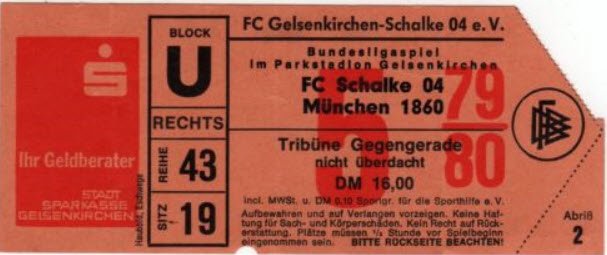 FC Gelsenkirchen-Schalke 04 e.V.
BLOCK
U
RECHTS
REIHE
43
SITZ
19
Bundesligaspiel
im Parkstadion Gelsenkirchen
FC Schalke 04
München 1860
5
79
80
Tribüne Gegengerade
nicht überdacht
DM 16,00
incl. MWSt. u. DM 0,10 Sportgr. für die Sporthilfe e.V.
Aufbewahren und auf Verlangen vorzeigen. Keine Haf-
tung für Sach- und Körperschäden. Kein Recht auf Rück-
erstattung. Plätze müssen ½ Stunde vor Spielbeginn
eingenommen sein. BITTE RÜCKSEITE BEACHTEN!
Ihr Geldberater
STADT
SPARKASSE
GELSENKIRCHEN
Eschwege
DFB
Abriß
2